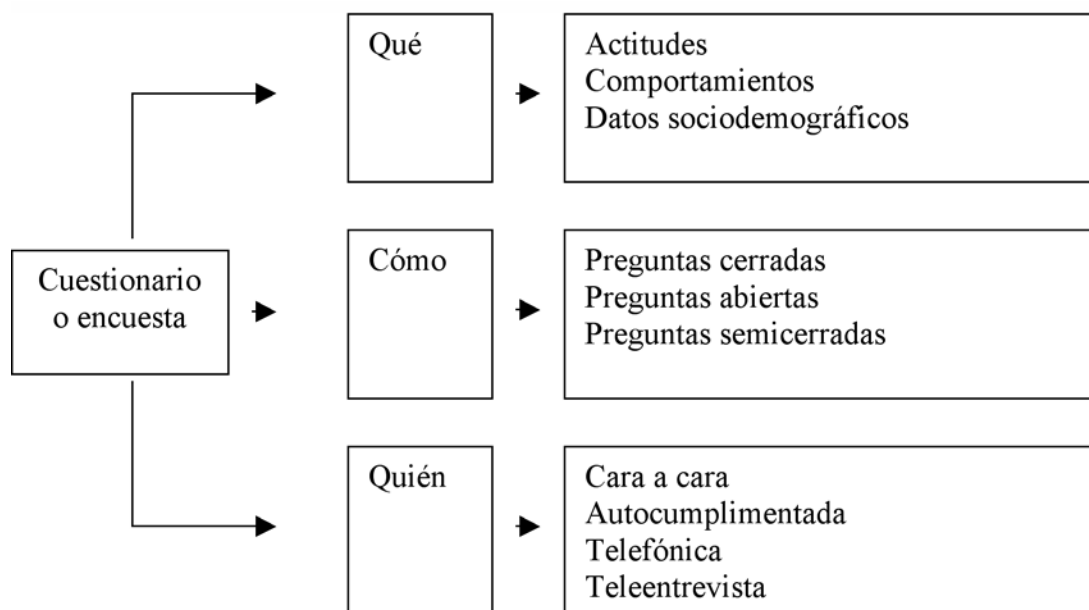 Qué
Actitudes
Comportamientos
Datos sociodemográficos
Cuestionario
o encuesta
Cómo
Preguntas cerradas
Preguntas abiertas
Preguntas semicerradas
Quién
Cara a cara
Autocumplimentada
Telefónica
Teleentrevista